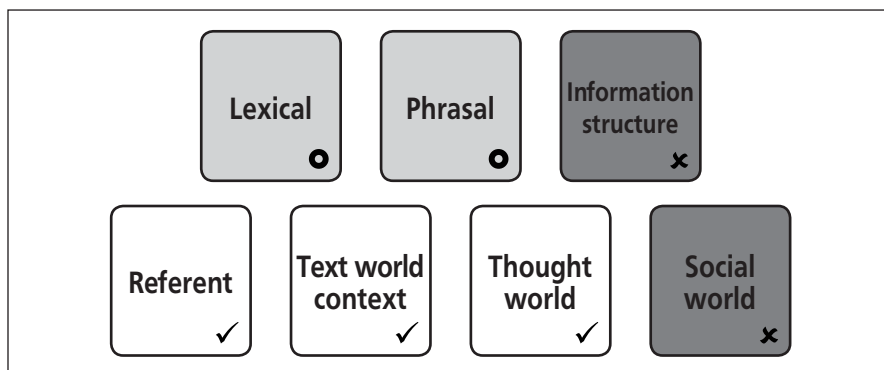 Lexical
Phrasal
Information
structure
Referent
Text world
context
Thought
world
Social
world